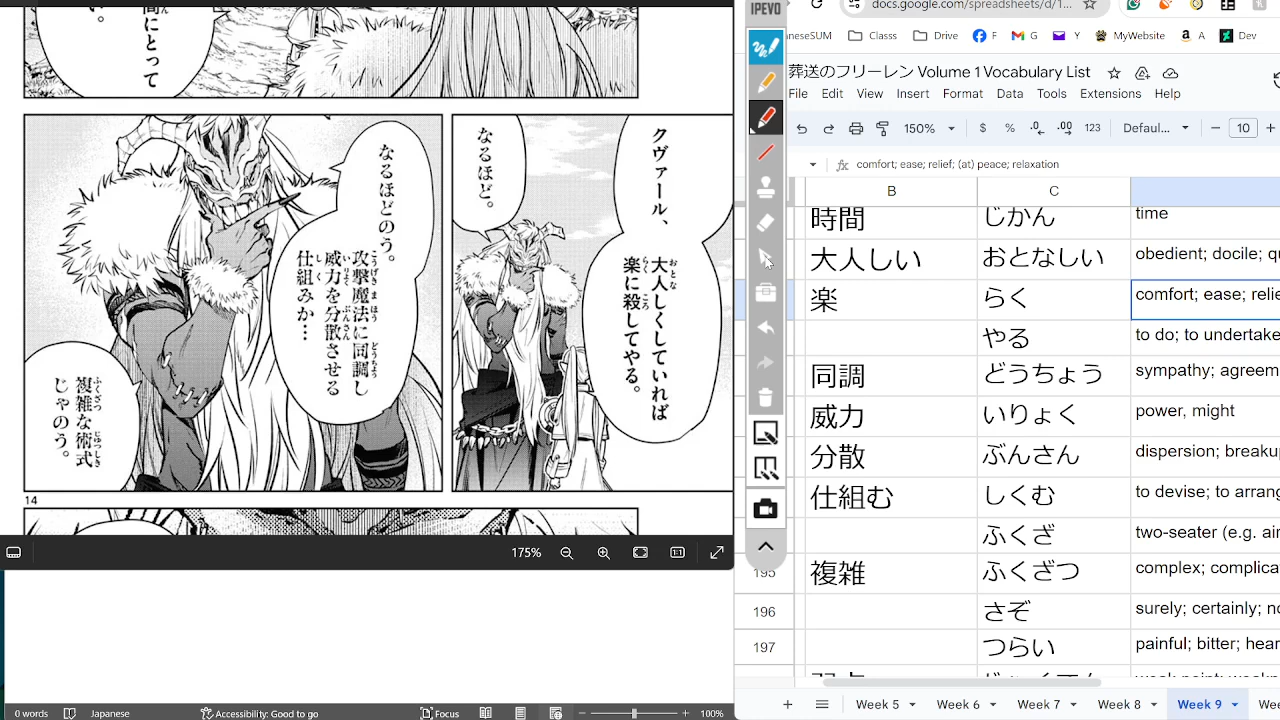 間にとって
い。
クヴァール、
大人しくしていれば
楽に殺してやる。
なるほど。
なるほどのう。
攻撃魔法に同調し
威力を分散させる
仕組みか…
複雑な術式
じゃのう。
14
175%
1:1
0 words
Japanese
Accessibility: Good to go
Focus
100%
IPEVO
docs.google.com/spreadsheets/d/1...
aneseSUM
Classs
Drive
F
G
Y
MyWebsite
A
Dev
葬送のフリーレン Volume 1 Vocabulary List
File Edit View Insert Format Data Tools Extensions Help
150%
$ % .0 .00 123 Defaul... 10
fx comfort; ease; relief; (at) peace; relaxation
B C
時間 じかん time
大人しい おとなしい obedient; docile; qu
楽 らく comfort; ease; relie
やる to do; to undertake
同調 どうちょう sympathy; agreem
威力 いりょく power, might
分散 ぶんさん dispersion; breakup
仕組む しくむ to devise; to arrang
ふくざ two-seater (e.g. air
195 複雑 ふくざつ complex; complica
196 さぞ surely; certainly; no
197 つらい painful; bitter; hear
Week 5 Week 6 Week 7 Week 8 Week 9 We